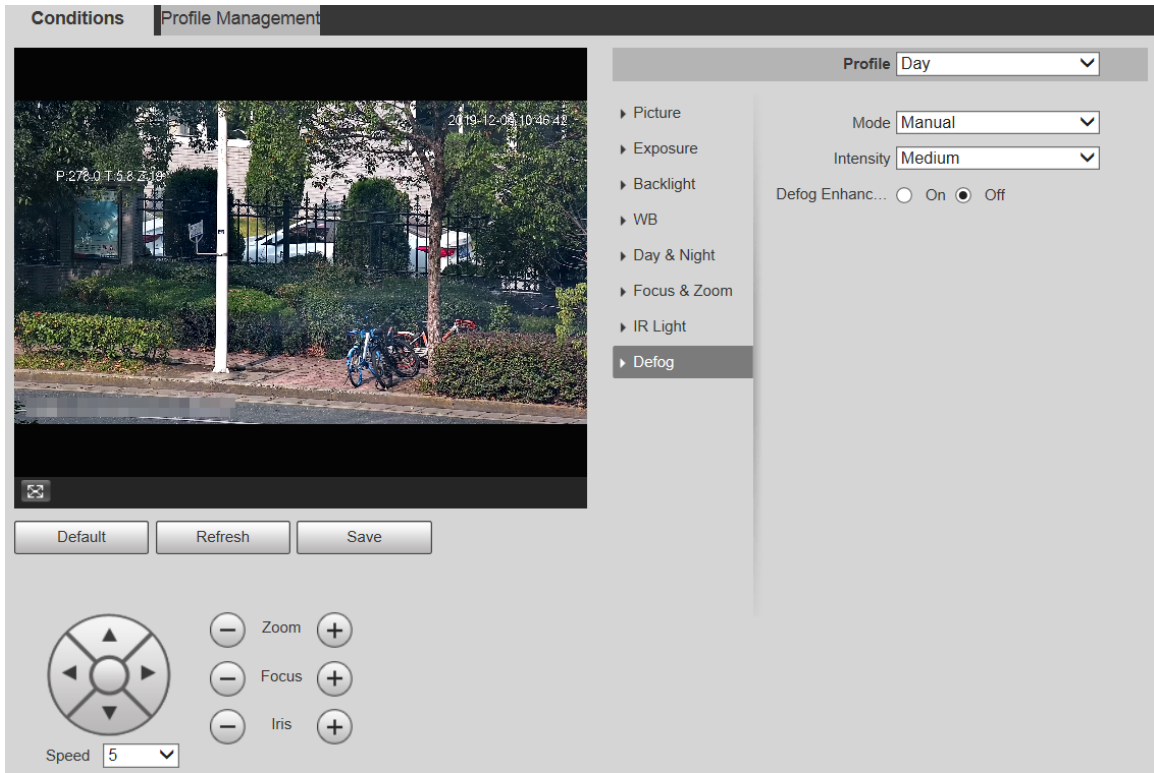 Conditions
Profile Management
Profile Day
2019-12-04 10:46:42
P:278.0 T:5.8 Z:19
Picture
Exposure
Backlight
WB
Day & Night
Focus & Zoom
IR Light
Defog
Mode Manual
Intensity Medium
Defog Enhanc... On Off
Default Refresh Save
Zoom
Focus
Iris
Speed 5